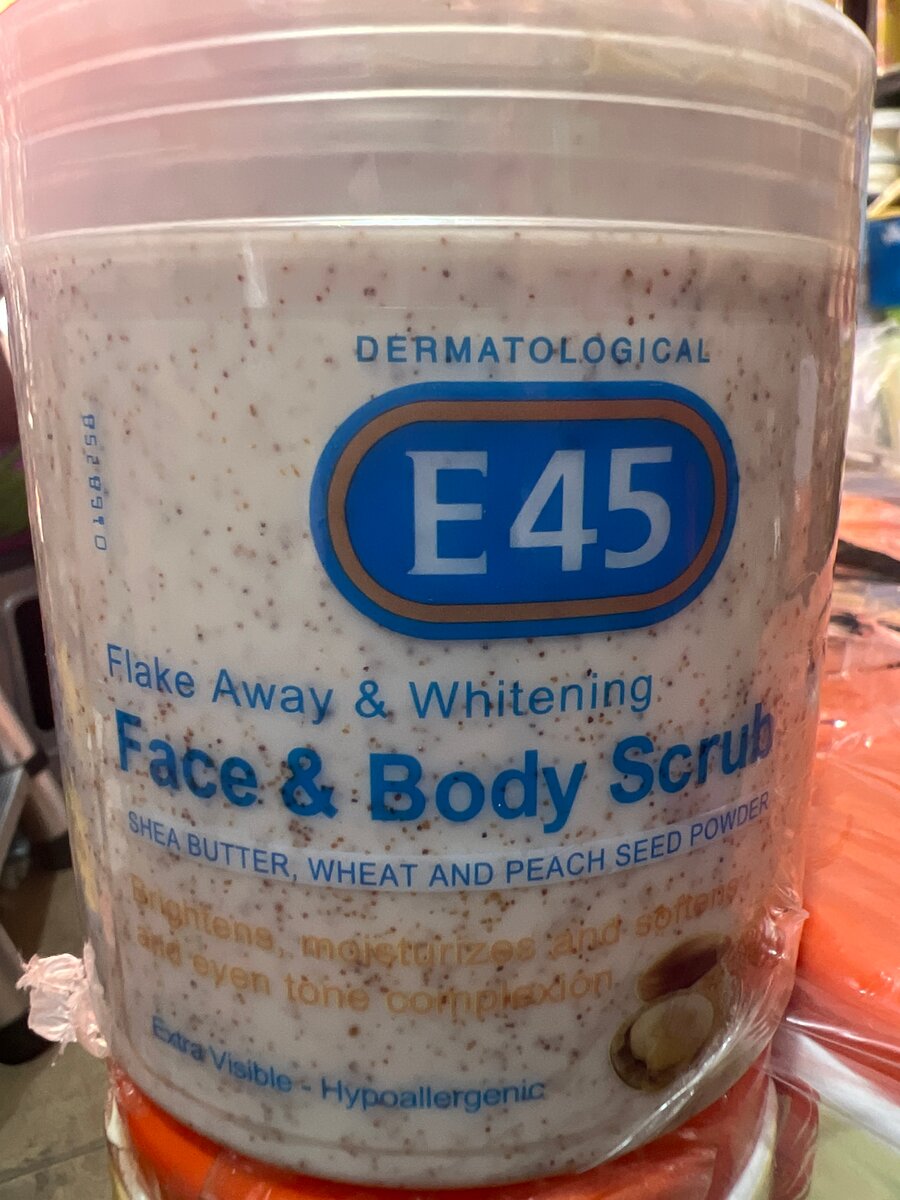 DERMATOLOGICAL
E45
Flake Away & Whitening
Face & Body Scrub
SHEA BUTTER, WHEAT AND PEACH SEED POWDER
Brightens, moisturizes and softens
and even tone complexion
Extra Visible - Hypoallergenic